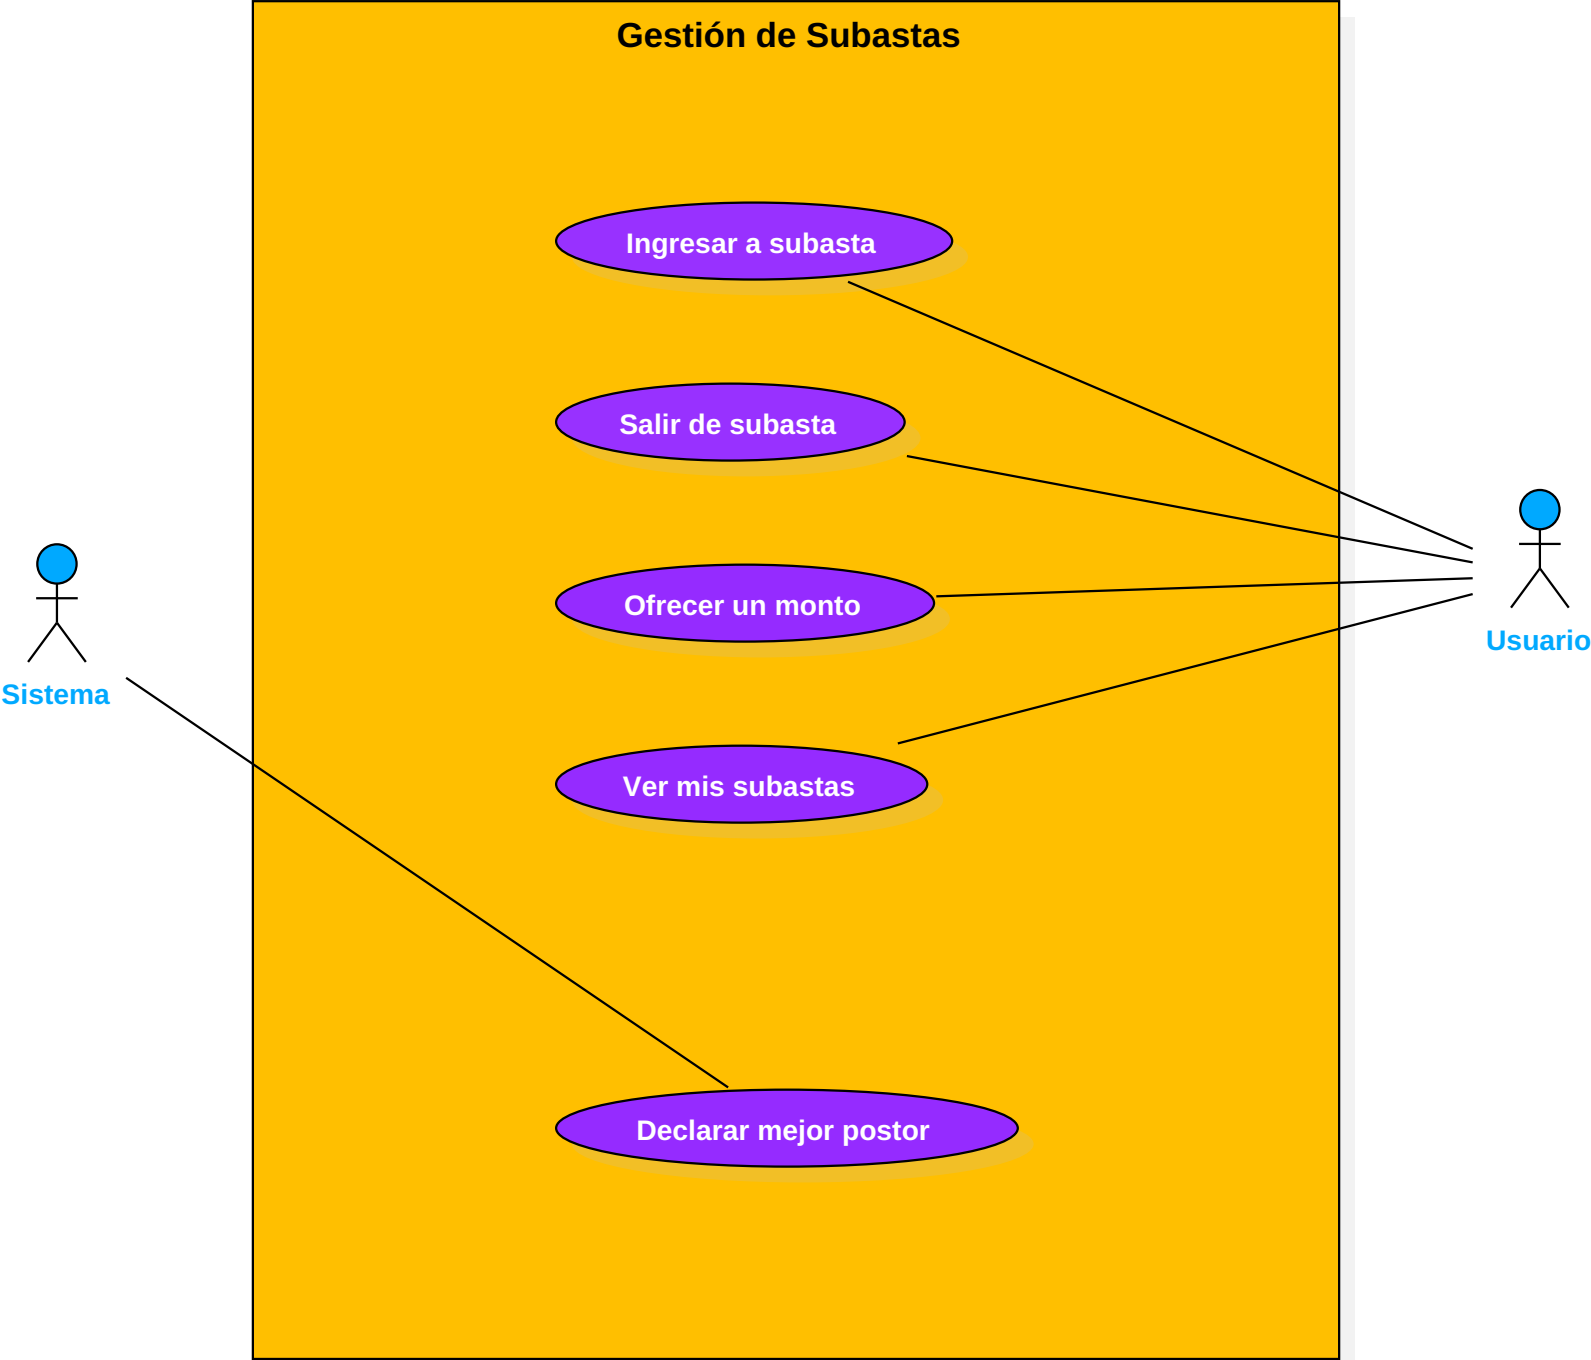 Gestión de Subastas
Ingresar a subasta
Salir de subasta
Ofrecer un monto
Usuario
Sistema
Ver mis subastas
Declarar mejor postor